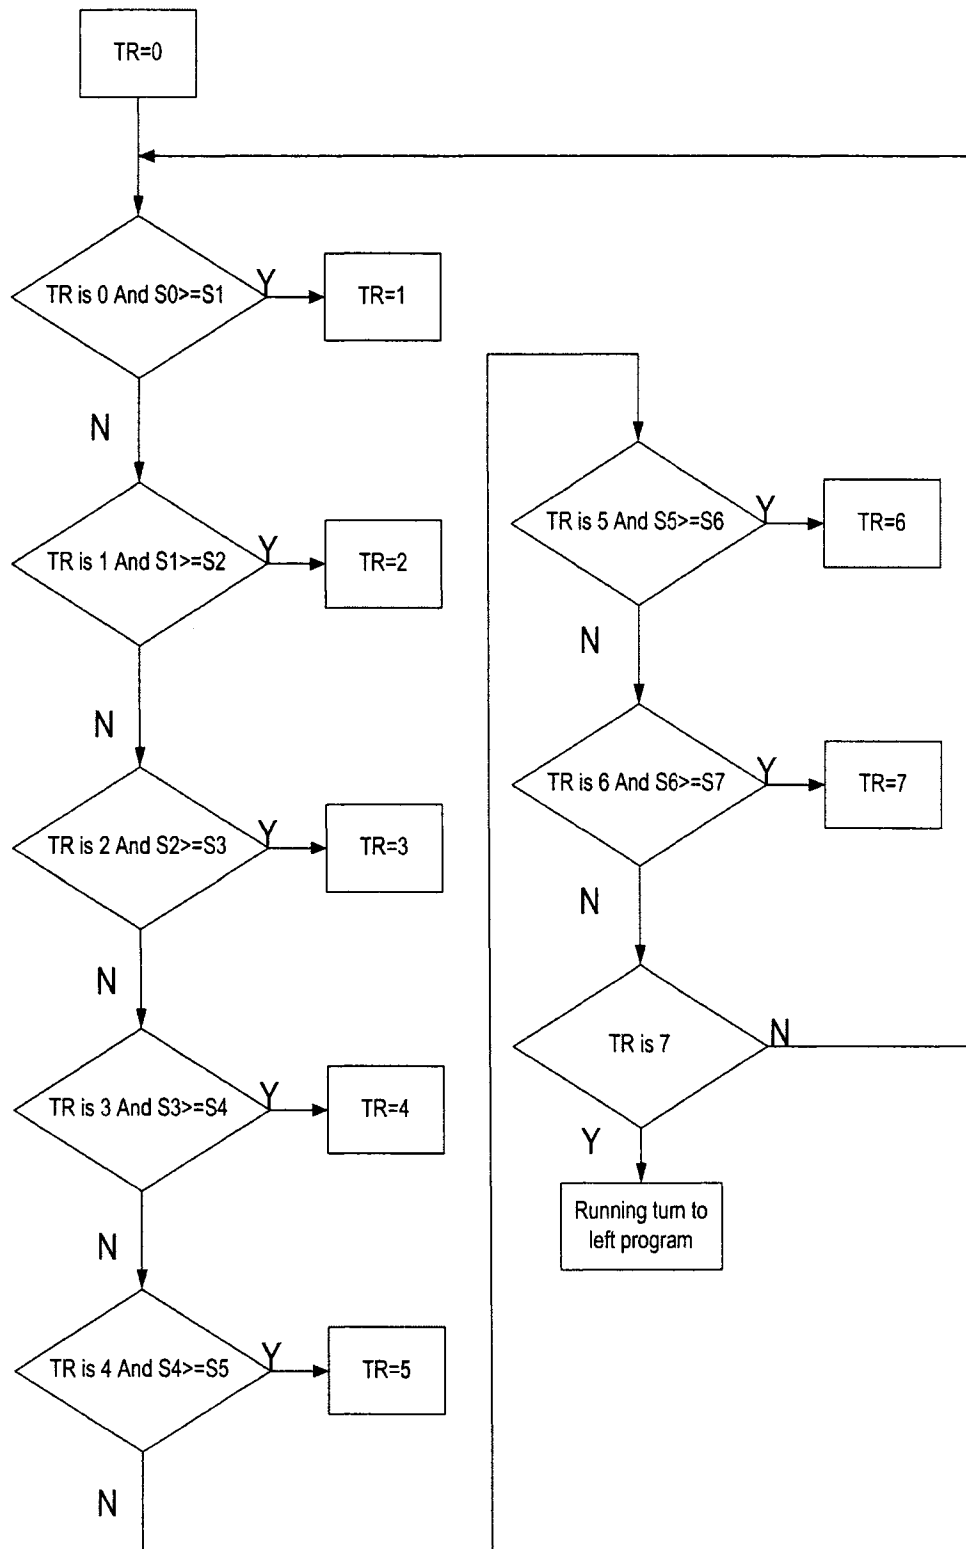 TR=0
TR is 0 And S0>=S1
Y
TR=1
N
TR is 1 And S1>=S2
Y
TR=2
N
TR is 2 And S2>=S3
Y
TR=3
N
TR is 3 And S3>=S4
Y
TR=4
N
TR is 4 And S4>=S5
Y
TR=5
N
TR is 5 And S5>=S6
Y
TR=6
N
TR is 6 And S6>=S7
Y
TR=7
N
TR is 7
N
Y
Running turn to
left program